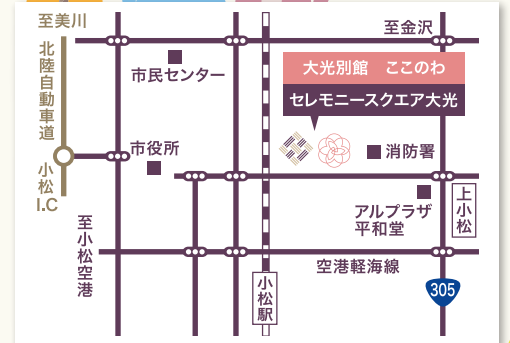 至美川
至金沢
北陸自動車道
市民センター
大光別館 ここのわ
セレモニースクエア大光
市役所
消防署
小松
I.C
アルプラザ
平和堂
上小松
至小松空港
空港軽海線
小松駅
305